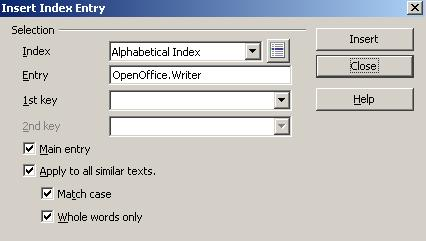 Insert Index Entry
Selection
Index Alphabetical Index Insert
Entry OpenOffice.Writer Close
1st key Help
2nd key
Main entry
Apply to all similar texts.
Match case
Whole words only